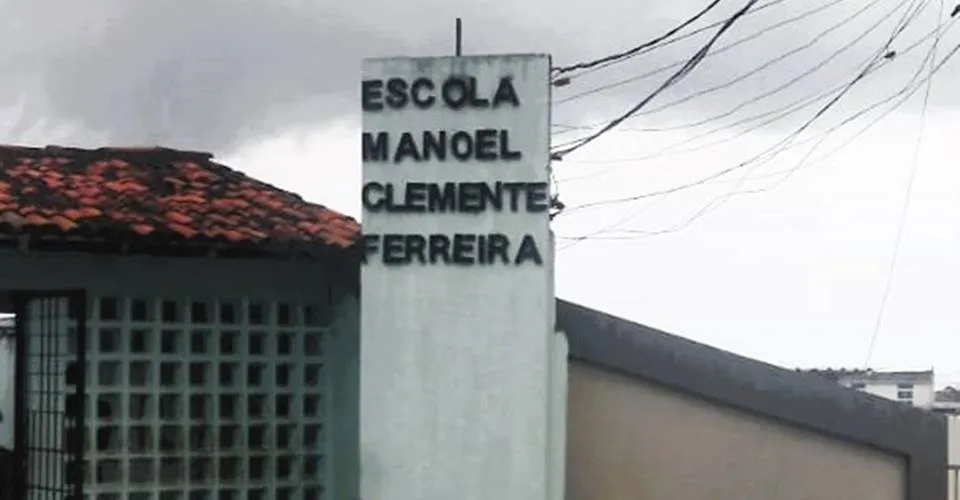 ESCOLA
MANOEL
CLEMENTE
FERREIRA